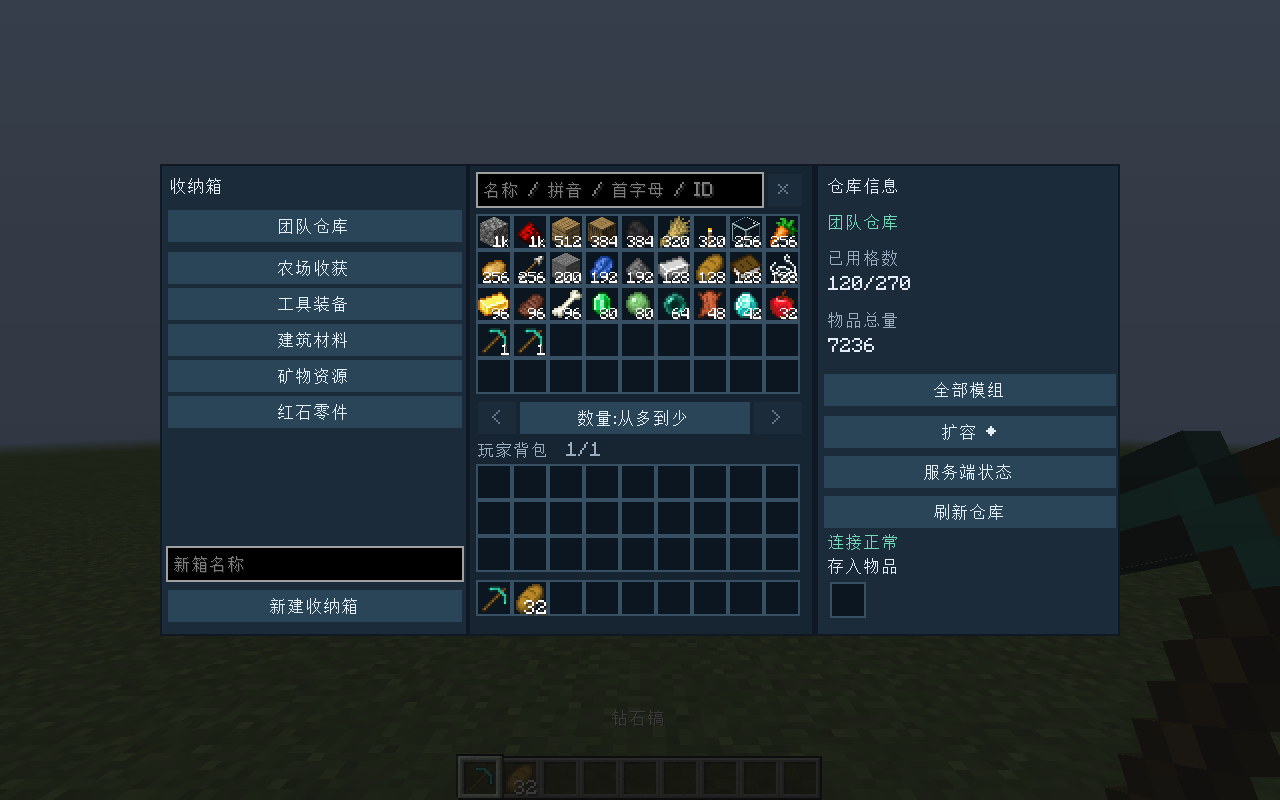 收纳箱
团队仓库
农场收获
工具装备
建筑材料
矿物资源
红石零件
新箱名称
新建收纳箱
名称 / 拼音 / 首字母 / ID ×
1k 1k 512 384 384 320 320 256 256
256 256 200 192 192 128 128 128 128
96 96 96 80 80 64 48 42 32
1 1
< 数量:从多到少 >
玩家背包 1/1
32
仓库信息
团队仓库
已用格数
120/270
物品总量
7236
全部模组
扩容 ◆
服务端状态
刷新仓库
连接正常
存入物品
钻石镐
32